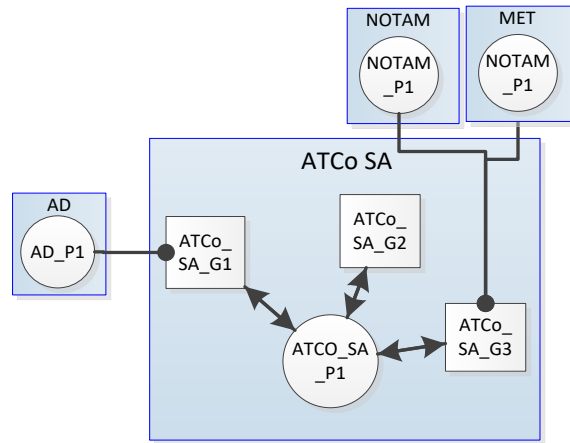 NOTAM
MET
NOTAM
_P1
NOTAM
_P1
ATCo SA
AD
AD_P1
ATCo_
SA_G1
ATCo_
SA_G2
ATCO_SA
_P1
ATCo_
SA_G3